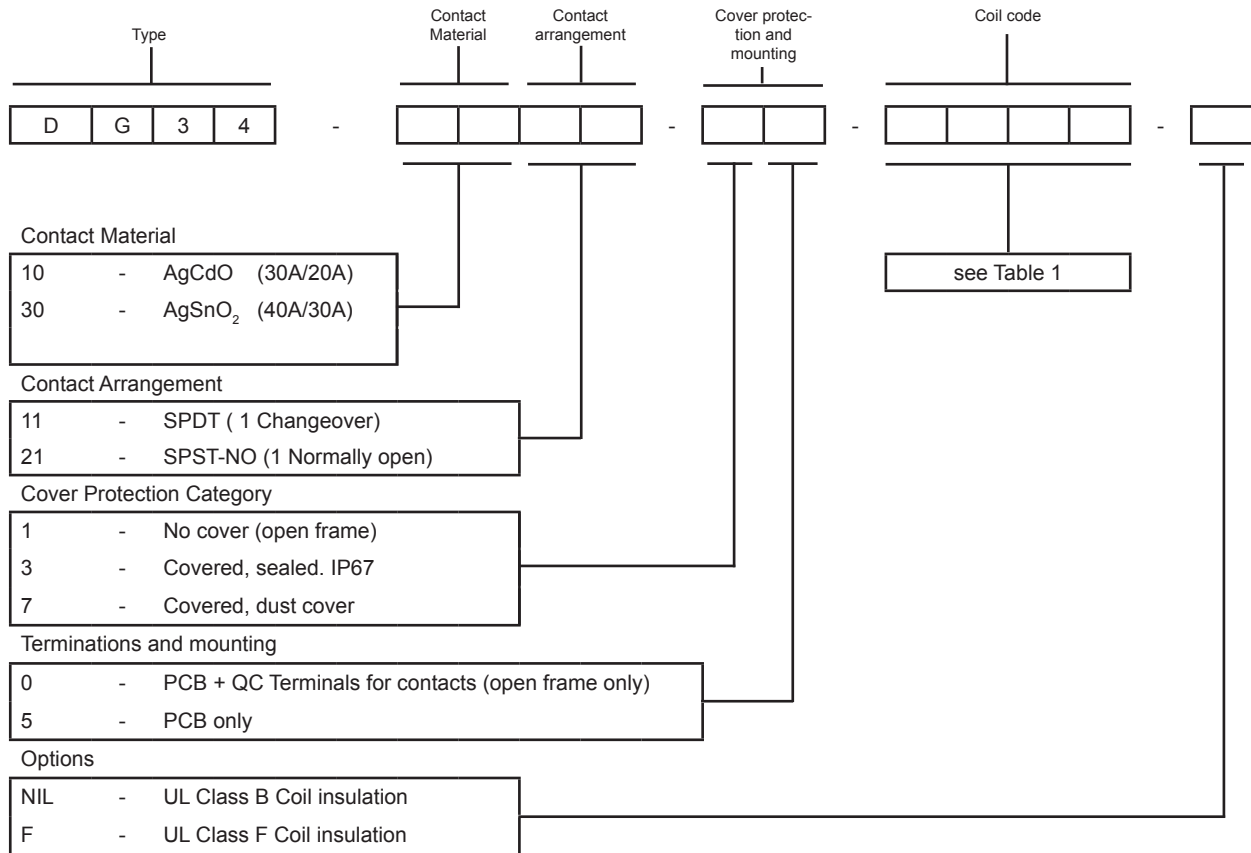 Type
Contact
Material
Contact
arrangement
Cover protec-
tion and
mounting
Coil code
D G 3 4 - - - -
see Table 1
Contact Material
10 - AgCdO (30A/20A)
30 - AgSnO₂ (40A/30A)
Contact Arrangement
11 - SPDT ( 1 Changeover)
21 - SPST-NO (1 Normally open)
Cover Protection Category
1 - No cover (open frame)
3 - Covered, sealed. IP67
7 - Covered, dust cover
Terminations and mounting
0 - PCB + QC Terminals for contacts (open frame only)
5 - PCB only
Options
NIL - UL Class B Coil insulation
F - UL Class F Coil insulation